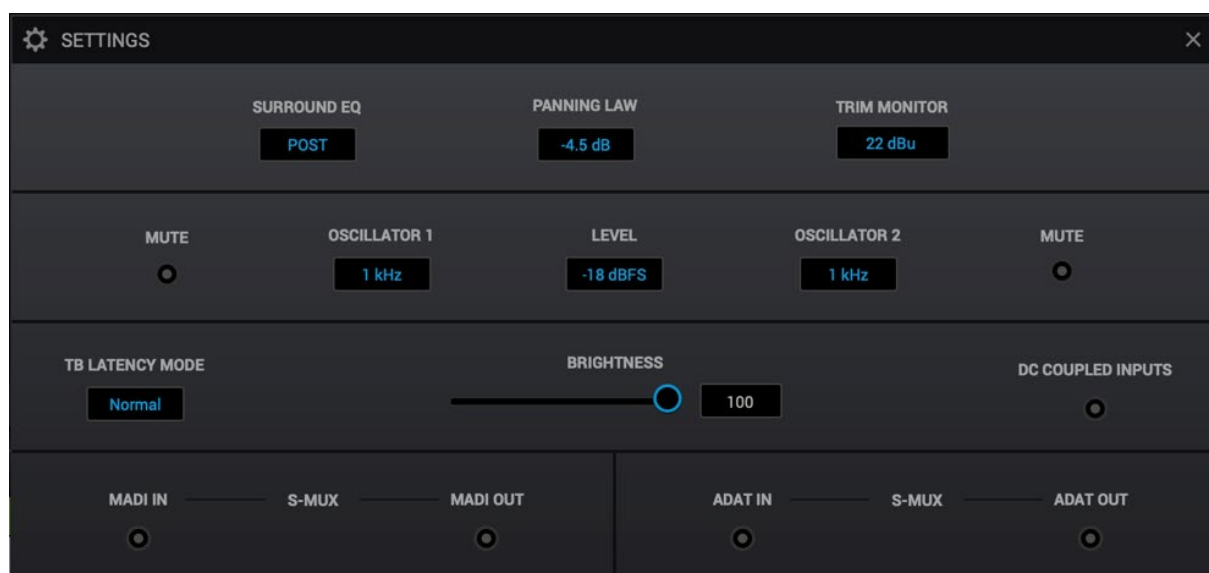 SETTINGS
SURROUND EQ PANNING LAW TRIM MONITOR
POST -4.5 dB 22 dBu
MUTE OSCILLATOR 1 LEVEL OSCILLATOR 2 MUTE
1 kHz -18 dBFS 1 kHz
TB LATENCY MODE BRIGHTNESS DC COUPLED INPUTS
Normal 100
MADI IN S-MUX MADI OUT ADAT IN S-MUX ADAT OUT